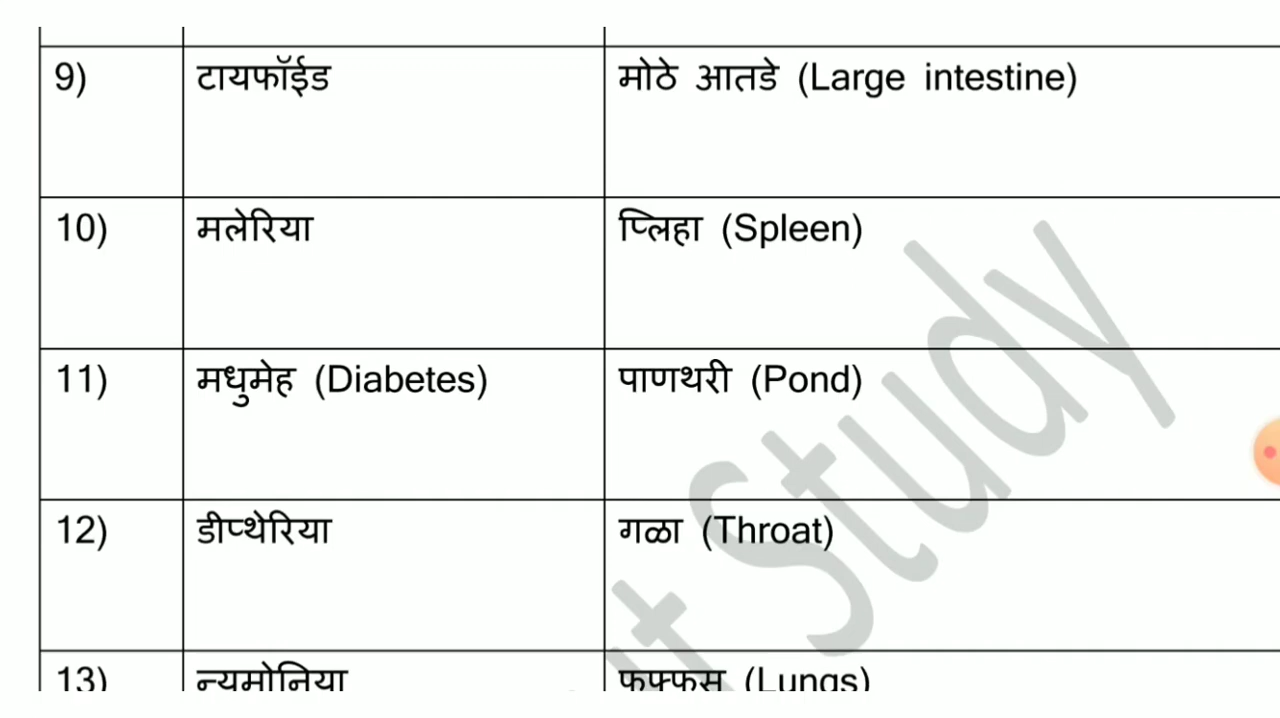 9) टायफॉईड मोठे आतडे (Large intestine)
10) मलेरिया प्लिहा (Spleen)
11) मधुमेह (Diabetes) पाणथरी (Pond)
12) डीप्थेरिया गळा (Throat)
13) न्यूमोनिया फुफ्फुस (Lungs)
Study